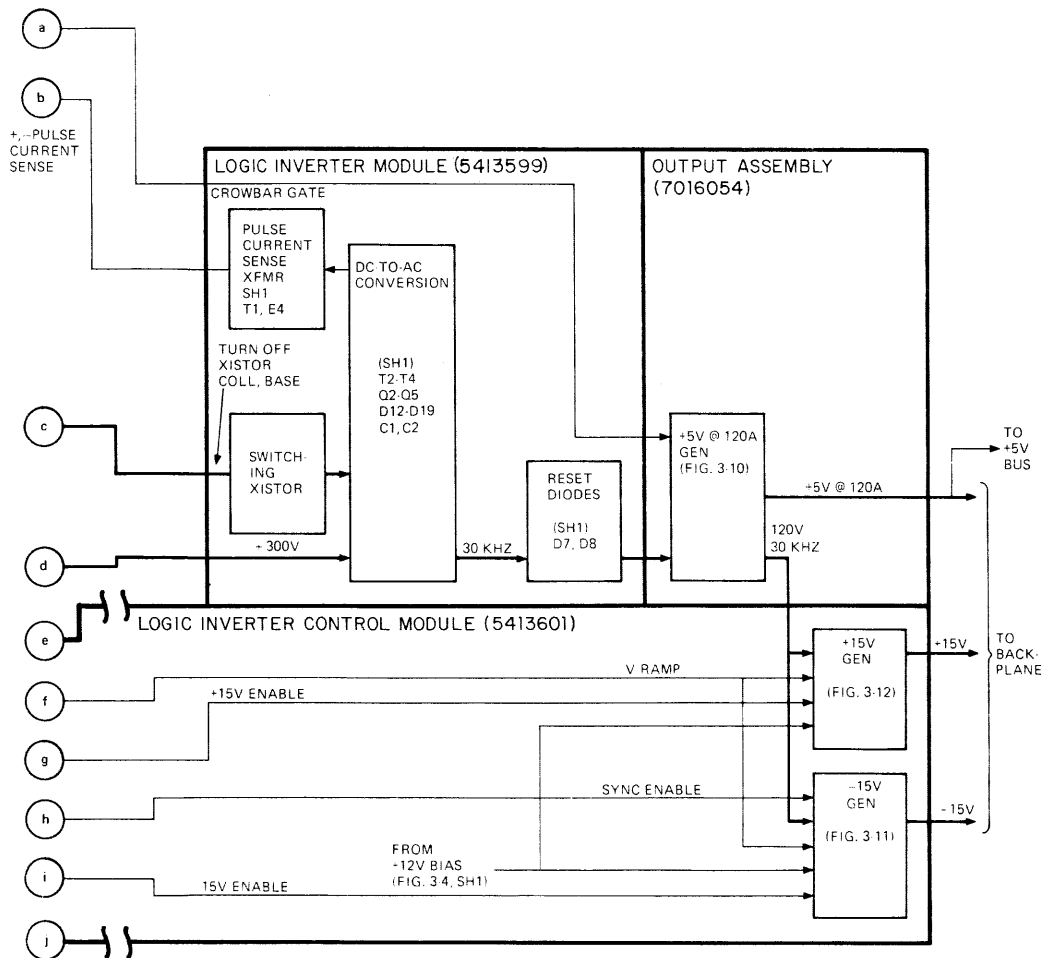 a
b
+,-PULSE
CURRENT
SENSE
LOGIC INVERTER MODULE (5413599)
OUTPUT ASSEMBLY
(7016054)
CROWBAR GATE
PULSE
CURRENT
SENSE
XFMR
SH1
T1, E4
DC-TO-AC
CONVERSION
(SH1)
T2-T4
Q2-Q5
D12-D19
C1, C2
TURN OFF
XISTOR
COLL, BASE
c
SWITCH-
ING
XISTOR
+5V @ 120A
GEN
(FIG. 3-10)
TO
+5V
BUS
RESET
DIODES
(SH1)
D7, D8
+5V @ 120A
120V
30 KHZ
+300V
30 KHZ
d
LOGIC INVERTER CONTROL MODULE (5413601)
e
+15V
GEN
(FIG. 3-12)
+15V
TO
BACK-
PLANE
V RAMP
f
+15V ENABLE
g
SYNC ENABLE
h
-15V
GEN
(FIG. 3-11)
-15V
FROM
+12V BIAS
(FIG. 3-4, SH1)
i
15V ENABLE
j